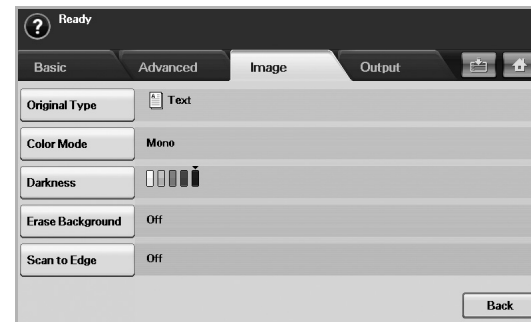 ? Ready
Basic Advanced Image Output
Original Type Text
Color Mode Mono
Darkness
Erase Background Off
Scan to Edge Off
Back